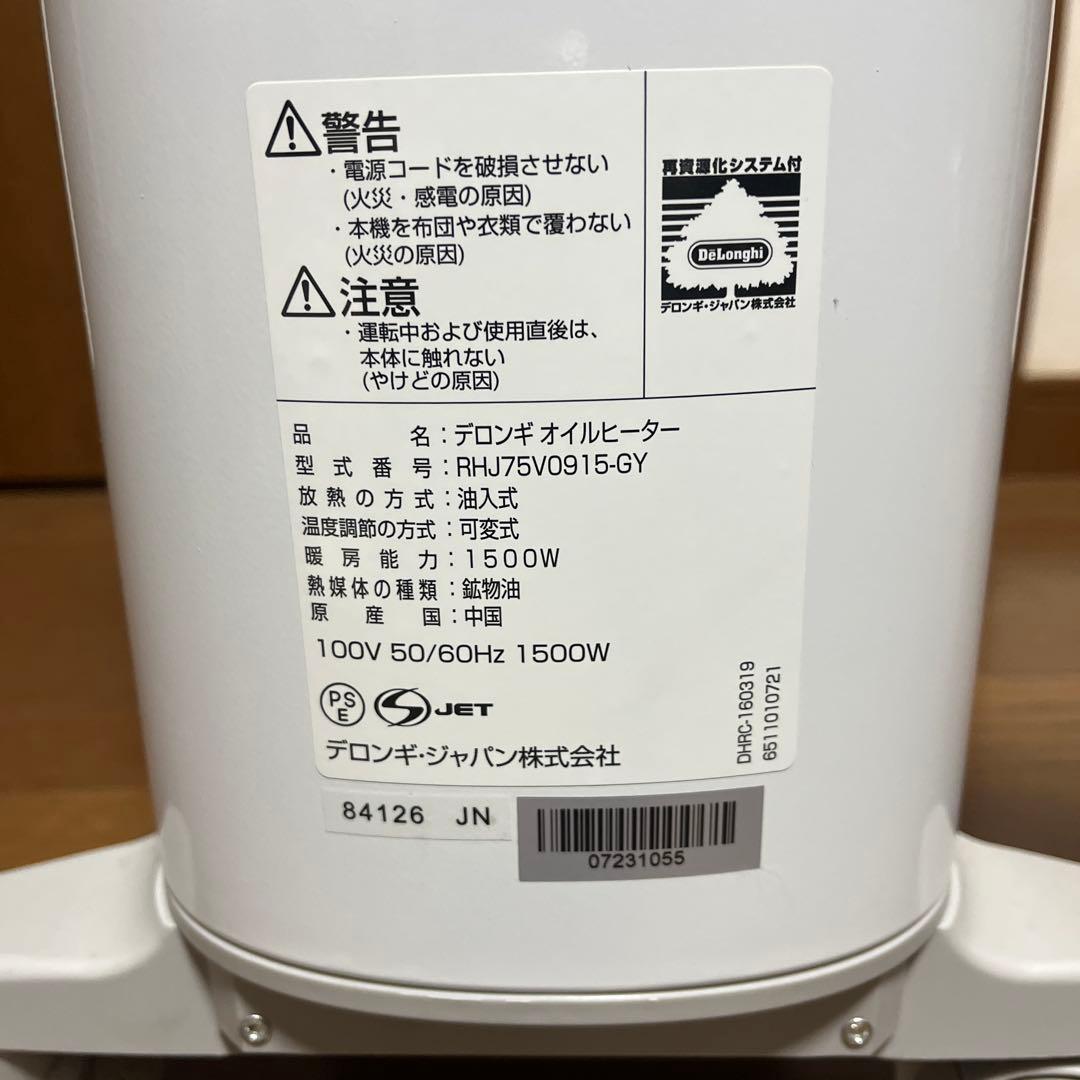 警告
・電源コードを破損させない
(火災・感電の原因)
・本機を布団や衣類で覆わない
(火災の原因)
注意
・運転中および使用直後は、
本体に触れない
(やけどの原因)
再資源化システム付
DeLonghi
デロンギ・ジャパン株式会社
品名：デロンギ オイルヒーター
型式番号：RHJ75V0915-GY
放熱の方式：油入式
温度調節の方式：可変式
暖房能力：1500W
熱媒体の種類：鉱物油
原産国：中国
100V 50/60Hz 1500W
PSE JET
デロンギ・ジャパン株式会社
DHRC-160319
6511010721
84126 JN
07231055